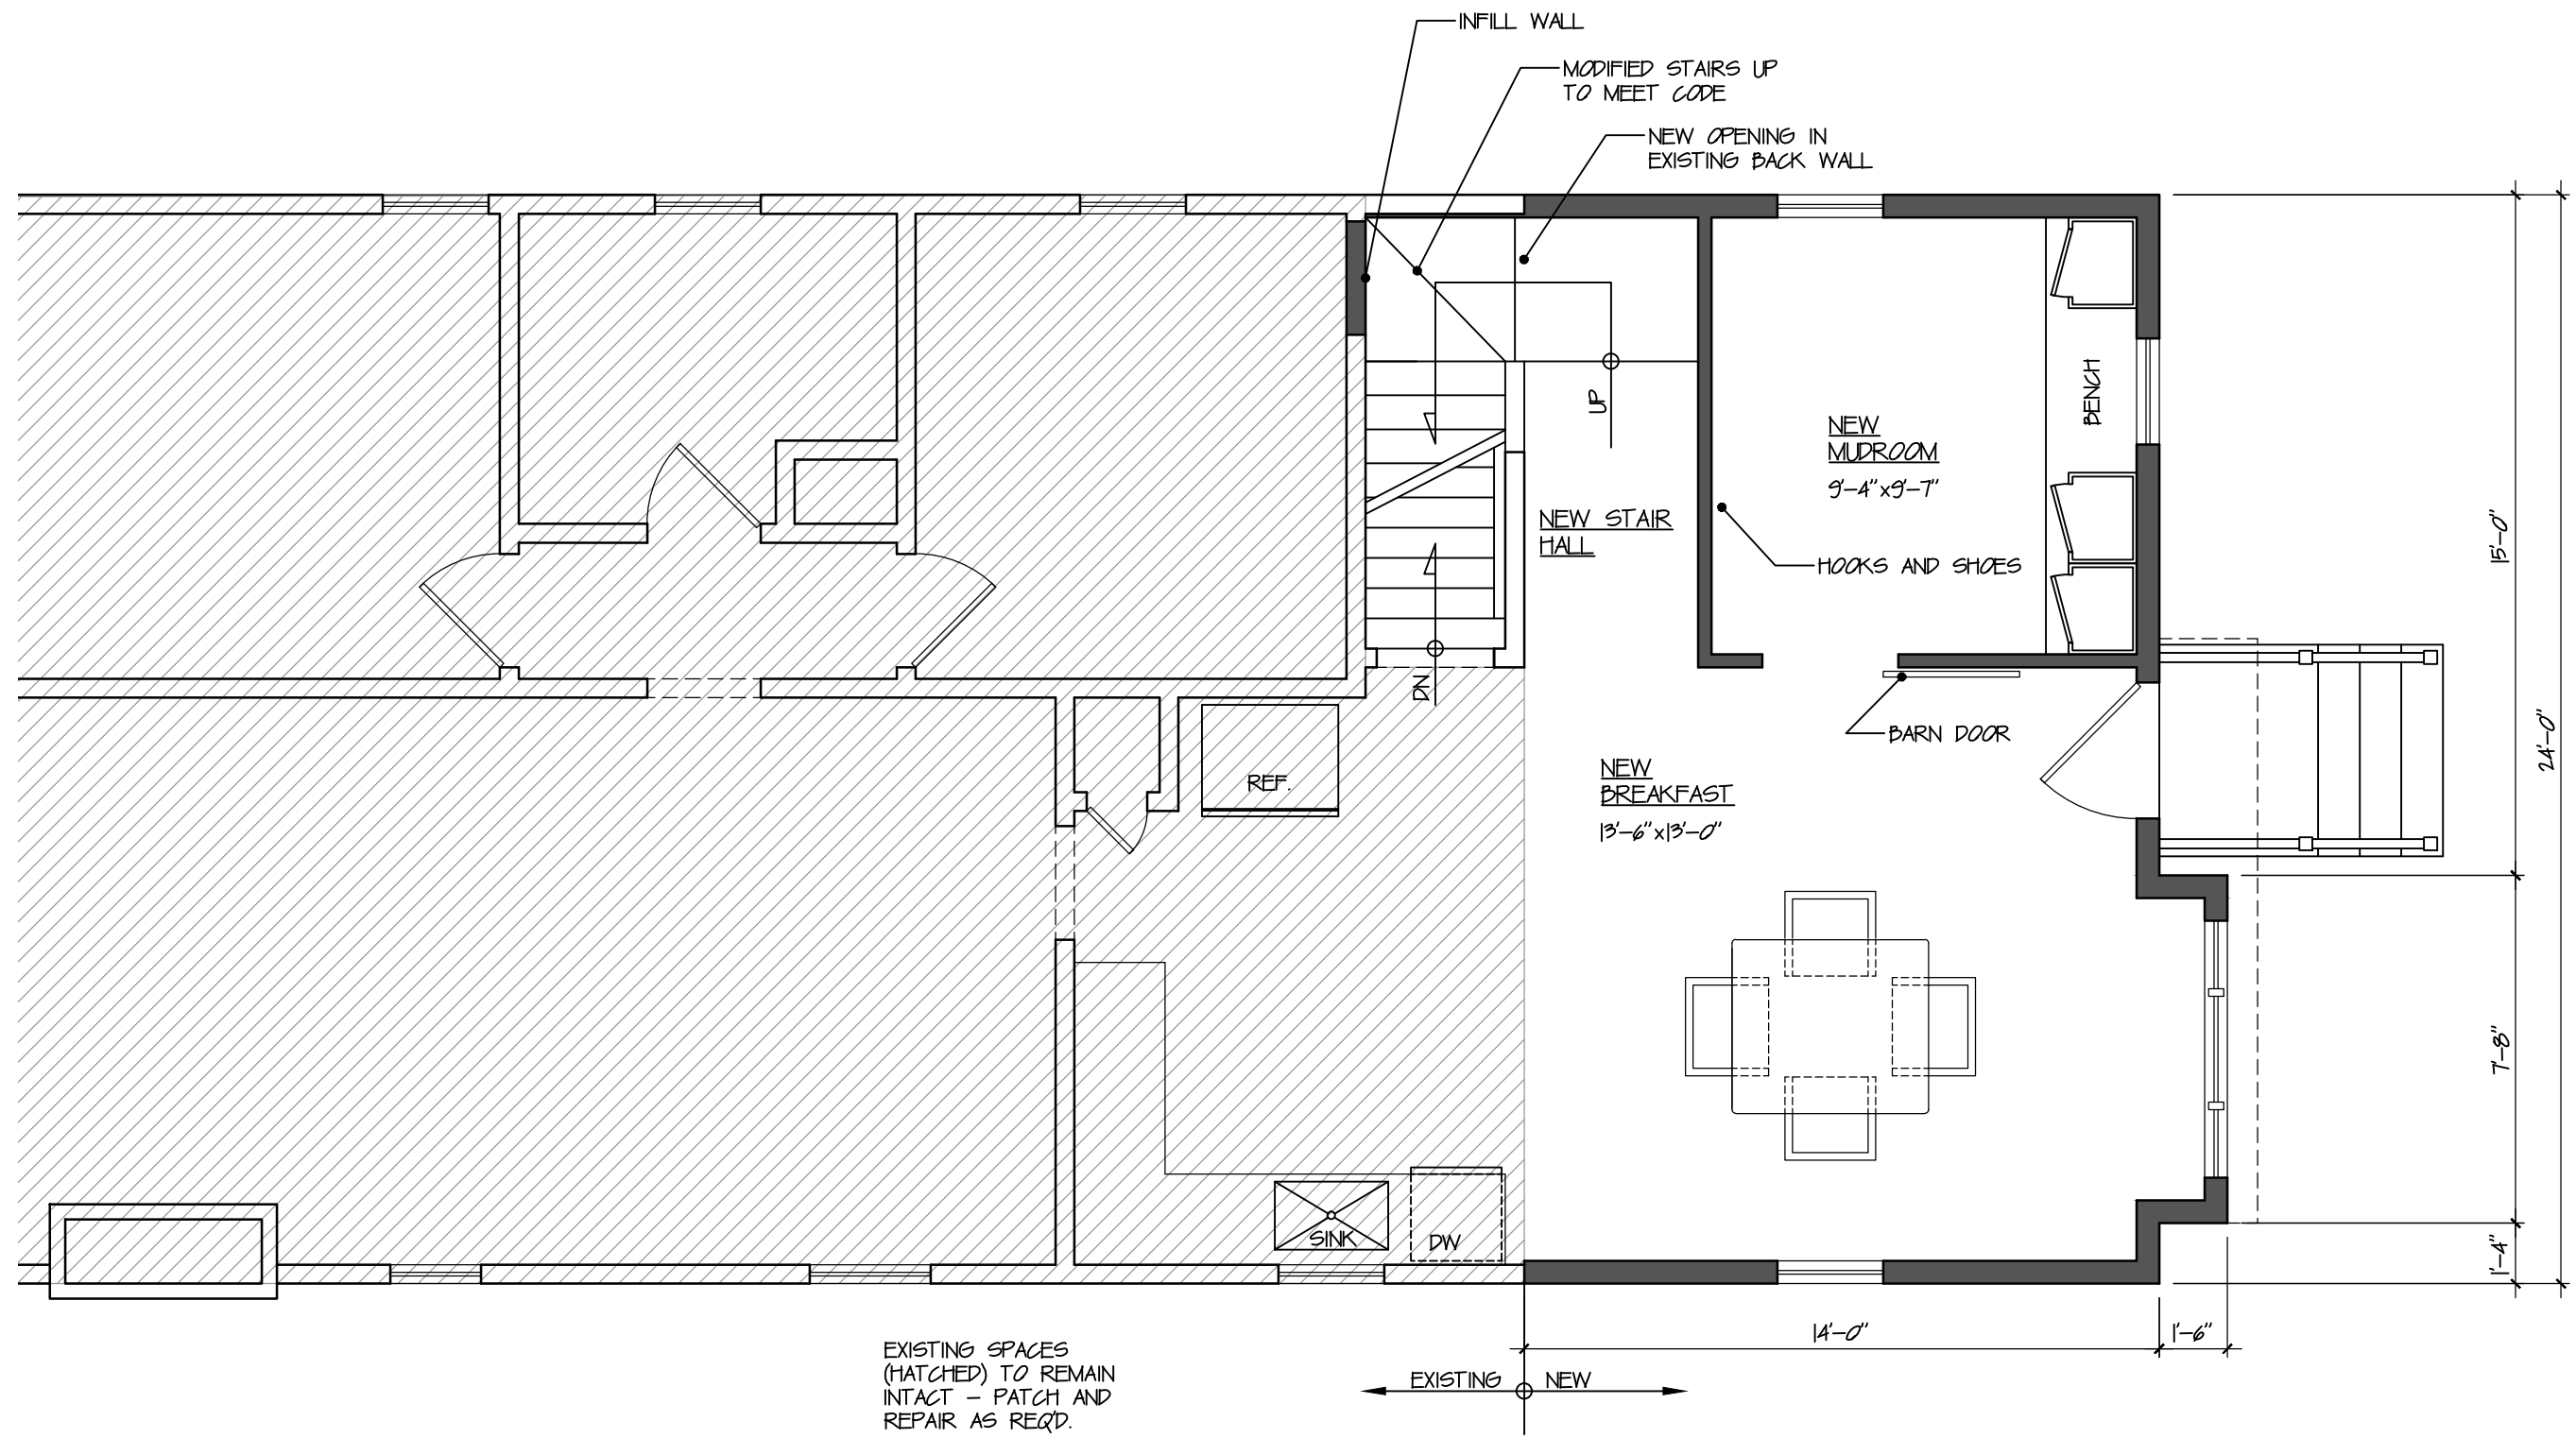 INFILL WALL
MODIFIED STAIRS UP
TO MEET CODE
NEW OPENING IN
EXISTING BACK WALL
UP
BENCH
NEW
MUDROOM
9'-4"x9'-7"
NEW STAIR
HALL
HOOKS AND SHOES
15'-0"
24'-0"
DN
BARN DOOR
REF.
NEW
BREAKFAST
13'-6"x13'-0"
7'-8"
SINK
DW
1'-4"
14'-0"
1'-6"
EXISTING NEW
EXISTING SPACES
(HATCHED) TO REMAIN
INTACT - PATCH AND
REPAIR AS REQ'D.